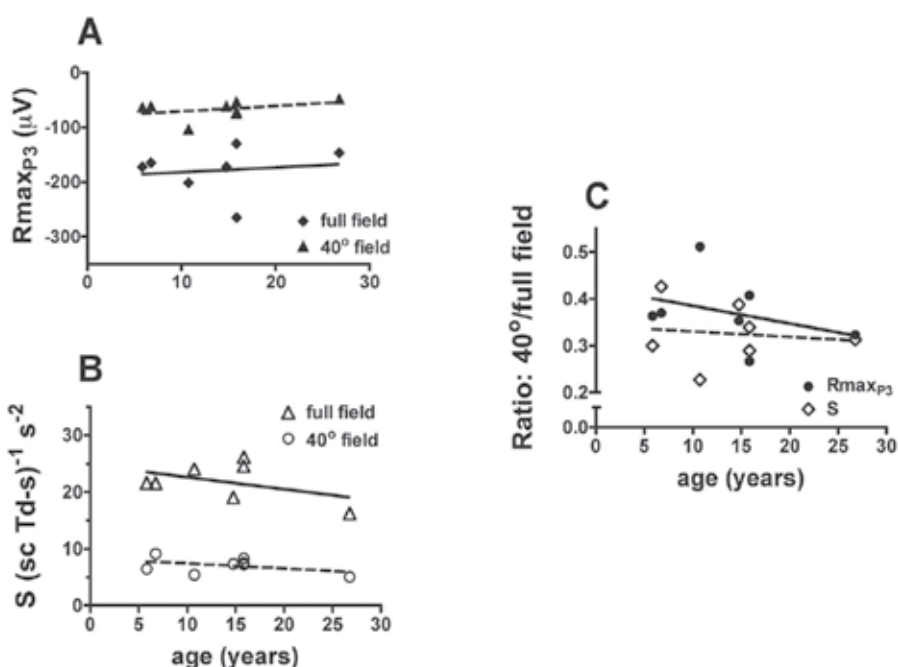 A
Rmax_P3 (µV)
0
-100
-200
-300
full field
40° field
0 10 20 30
B
S (sc Td-s)⁻¹ s⁻²
full field
40° field
30
20
10
0
0 5 10 15 20 25 30
age (years)
C
Ratio: 40°/full field
0.5
0.4
0.3
0.2
0.0
Rmax_P3
S
0 5 10 15 20 25 30
age (years)